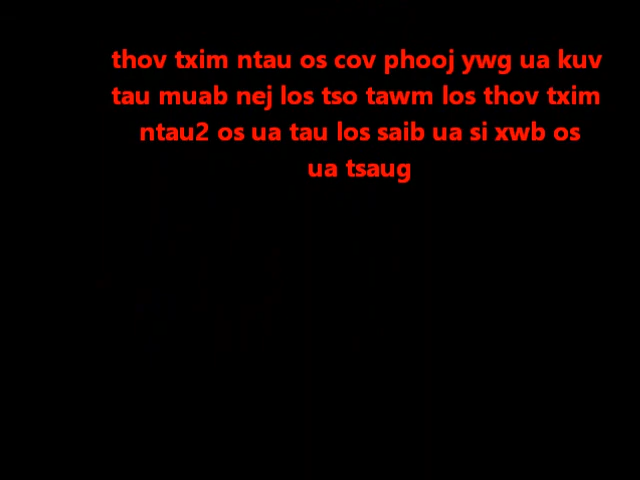 thov txim ntau os cov phooj ywg ua kuv
tau muab nej los tso tawm los thov txim
ntau2 os ua tau los saib ua si xwb os
ua tsaug